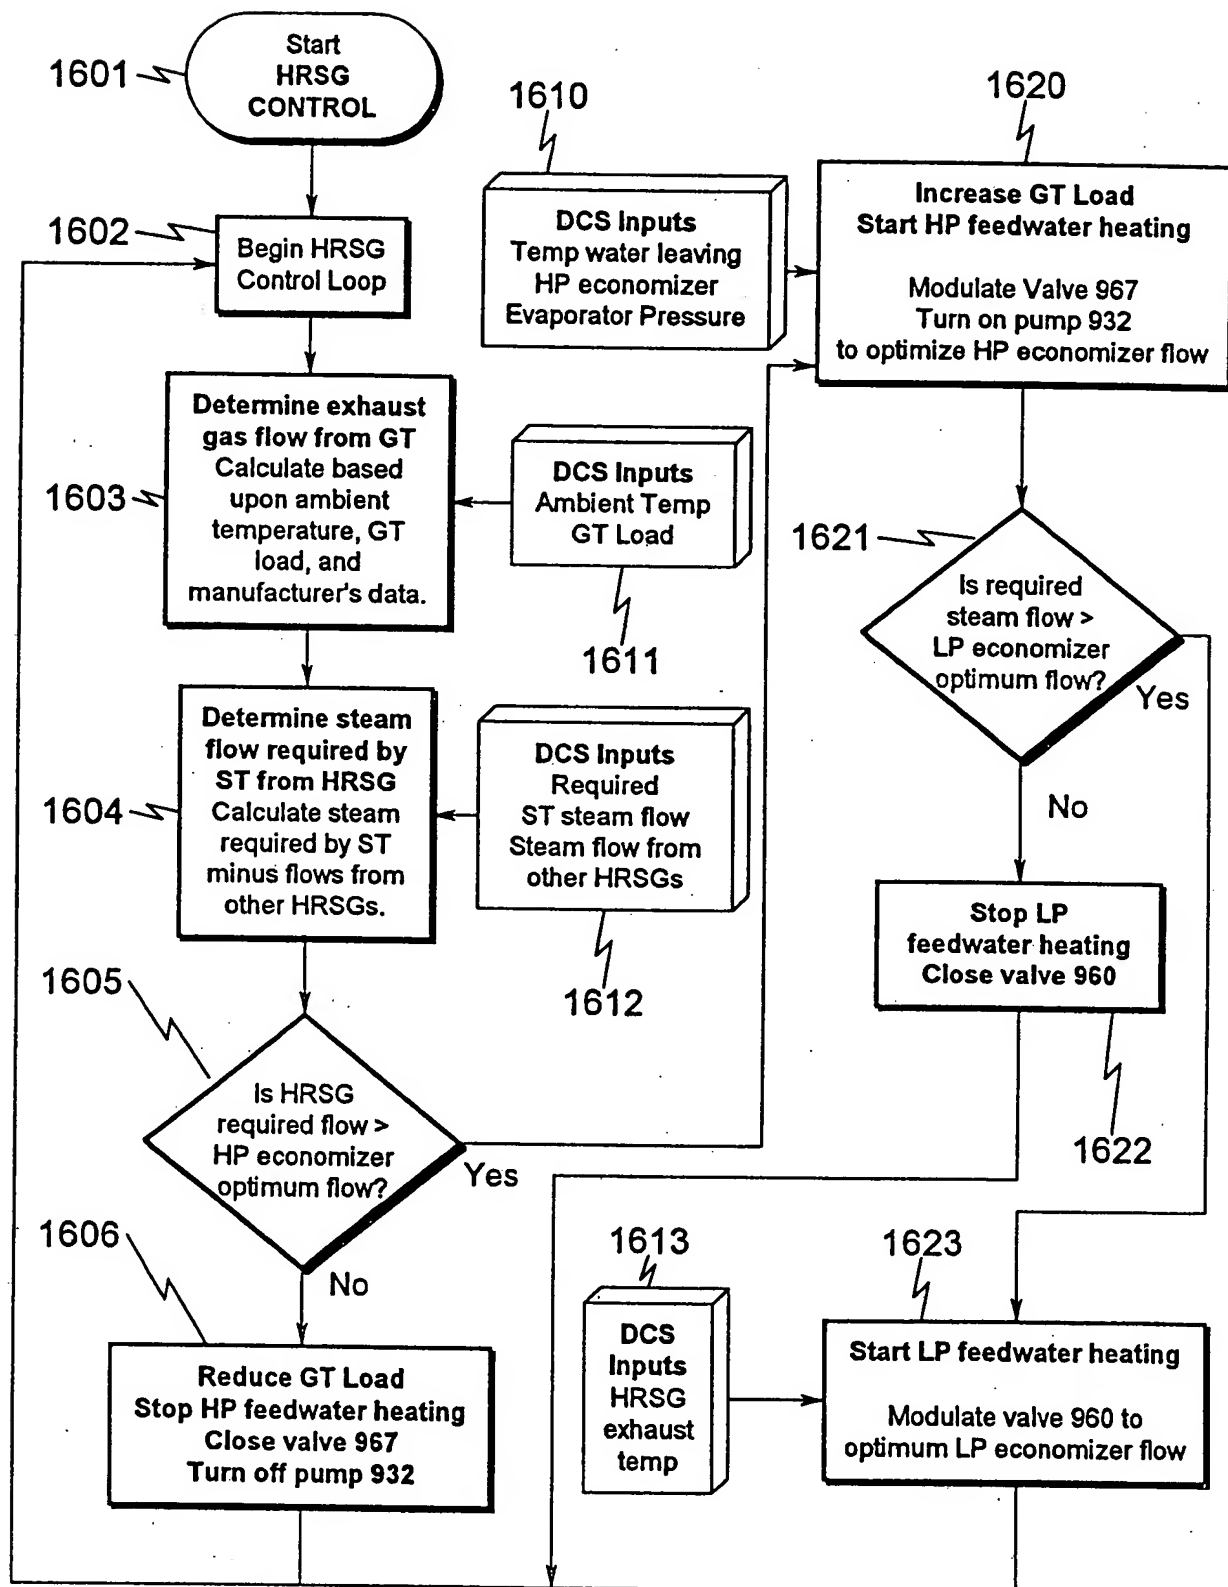 1601
Start
HRSG
CONTROL
1602
Begin HRSG
Control Loop
1603
Determine exhaust
gas flow from GT
Calculate based
upon ambient
temperature, GT
load, and
manufacturer's data.
DCS Inputs
Ambient Temp
GT Load
1611
1604
Determine steam
flow required by
ST from HRSG
Calculate steam
required by ST
minus flows from
other HRSGs.
DCS Inputs
Required
ST steam flow
Steam flow from
other HRSGs
1612
1605
Is HRSG
required flow >
HP economizer
optimum flow?
Yes
No
1606
Reduce GT Load
Stop HP feedwater heating
Close valve 967
Turn off pump 932
1610
DCS Inputs
Temp water leaving
HP economizer
Evaporator Pressure
1620
Increase GT Load
Start HP feedwater heating
Modulate Valve 967
Turn on pump 932
to optimize HP economizer flow
1621
Is required
steam flow >
LP economizer
optimum flow?
Yes
No
Stop LP
feedwater heating
Close valve 960
1622
1613
DCS
Inputs
HRSG
exhaust
temp
1623
Start LP feedwater heating
Modulate valve 960 to
optimum LP economizer flow